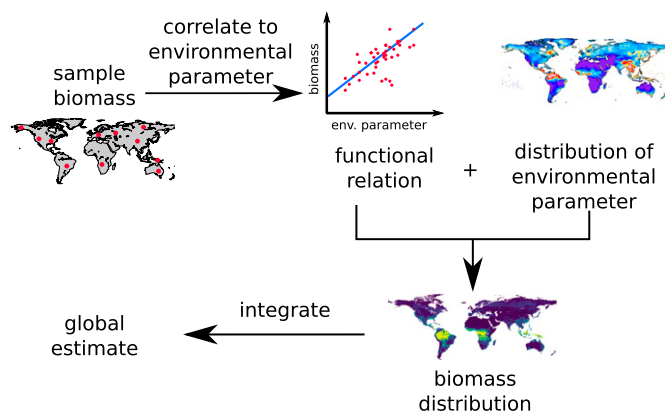 correlate to
environmental
parameter
sample
biomass
biomass
env. parameter
functional
relation
+
distribution of
environmental
parameter
integrate
global
estimate
biomass
distribution